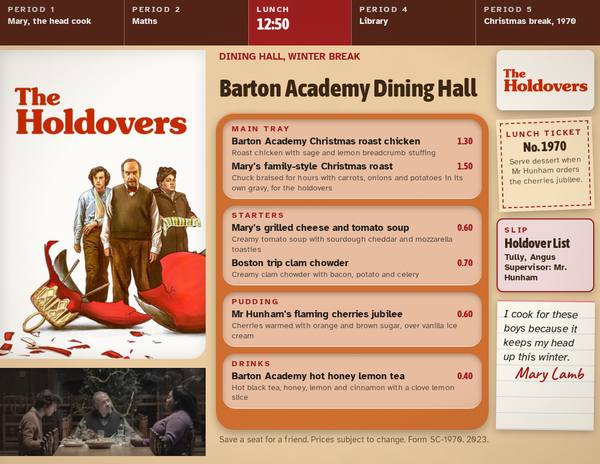 PERIOD 1
Mary, the head cook
PERIOD 2
Maths
LUNCH
12:50
PERIOD 4
Library
PERIOD 5
Christmas break, 1970
The
Holdovers
DINING HALL, WINTER BREAK
Barton Academy Dining Hall
MAIN TRAY
Barton Academy Christmas roast chicken 1.30
Roast chicken with sage and lemon breadcrumb stuffing
Mary's family-style Christmas roast 1.50
Chuck braised for hours with carrots, onions and potatoes in its
own gravy, for the holdovers
STARTERS
Mary's grilled cheese and tomato soup 0.60
Creamy tomato soup with sourdough cheddar and mozzarella
toasties
Boston trip clam chowder 0.70
Creamy clam chowder with bacon, potato and celery
PUDDING
Mr Hunham's flaming cherries jubilee 0.60
Cherries warmed with orange and brown sugar, over vanilla ice
cream
DRINKS
Barton Academy hot honey lemon tea 0.40
Hot black tea, honey, lemon and cinnamon with a clove lemon
slice
Save a seat for a friend. Prices subject to change. Form SC-1970. 2023.
The
Holdovers
LUNCH TICKET
No. 1970
Serve dessert when
Mr Hunham orders
the cherries jubilee.
SLIP
Holdover List
Tully, Angus
Supervisor: Mr.
Hunham
I cook for these
boys because it
keeps my head
up this winter.
Mary Lamb